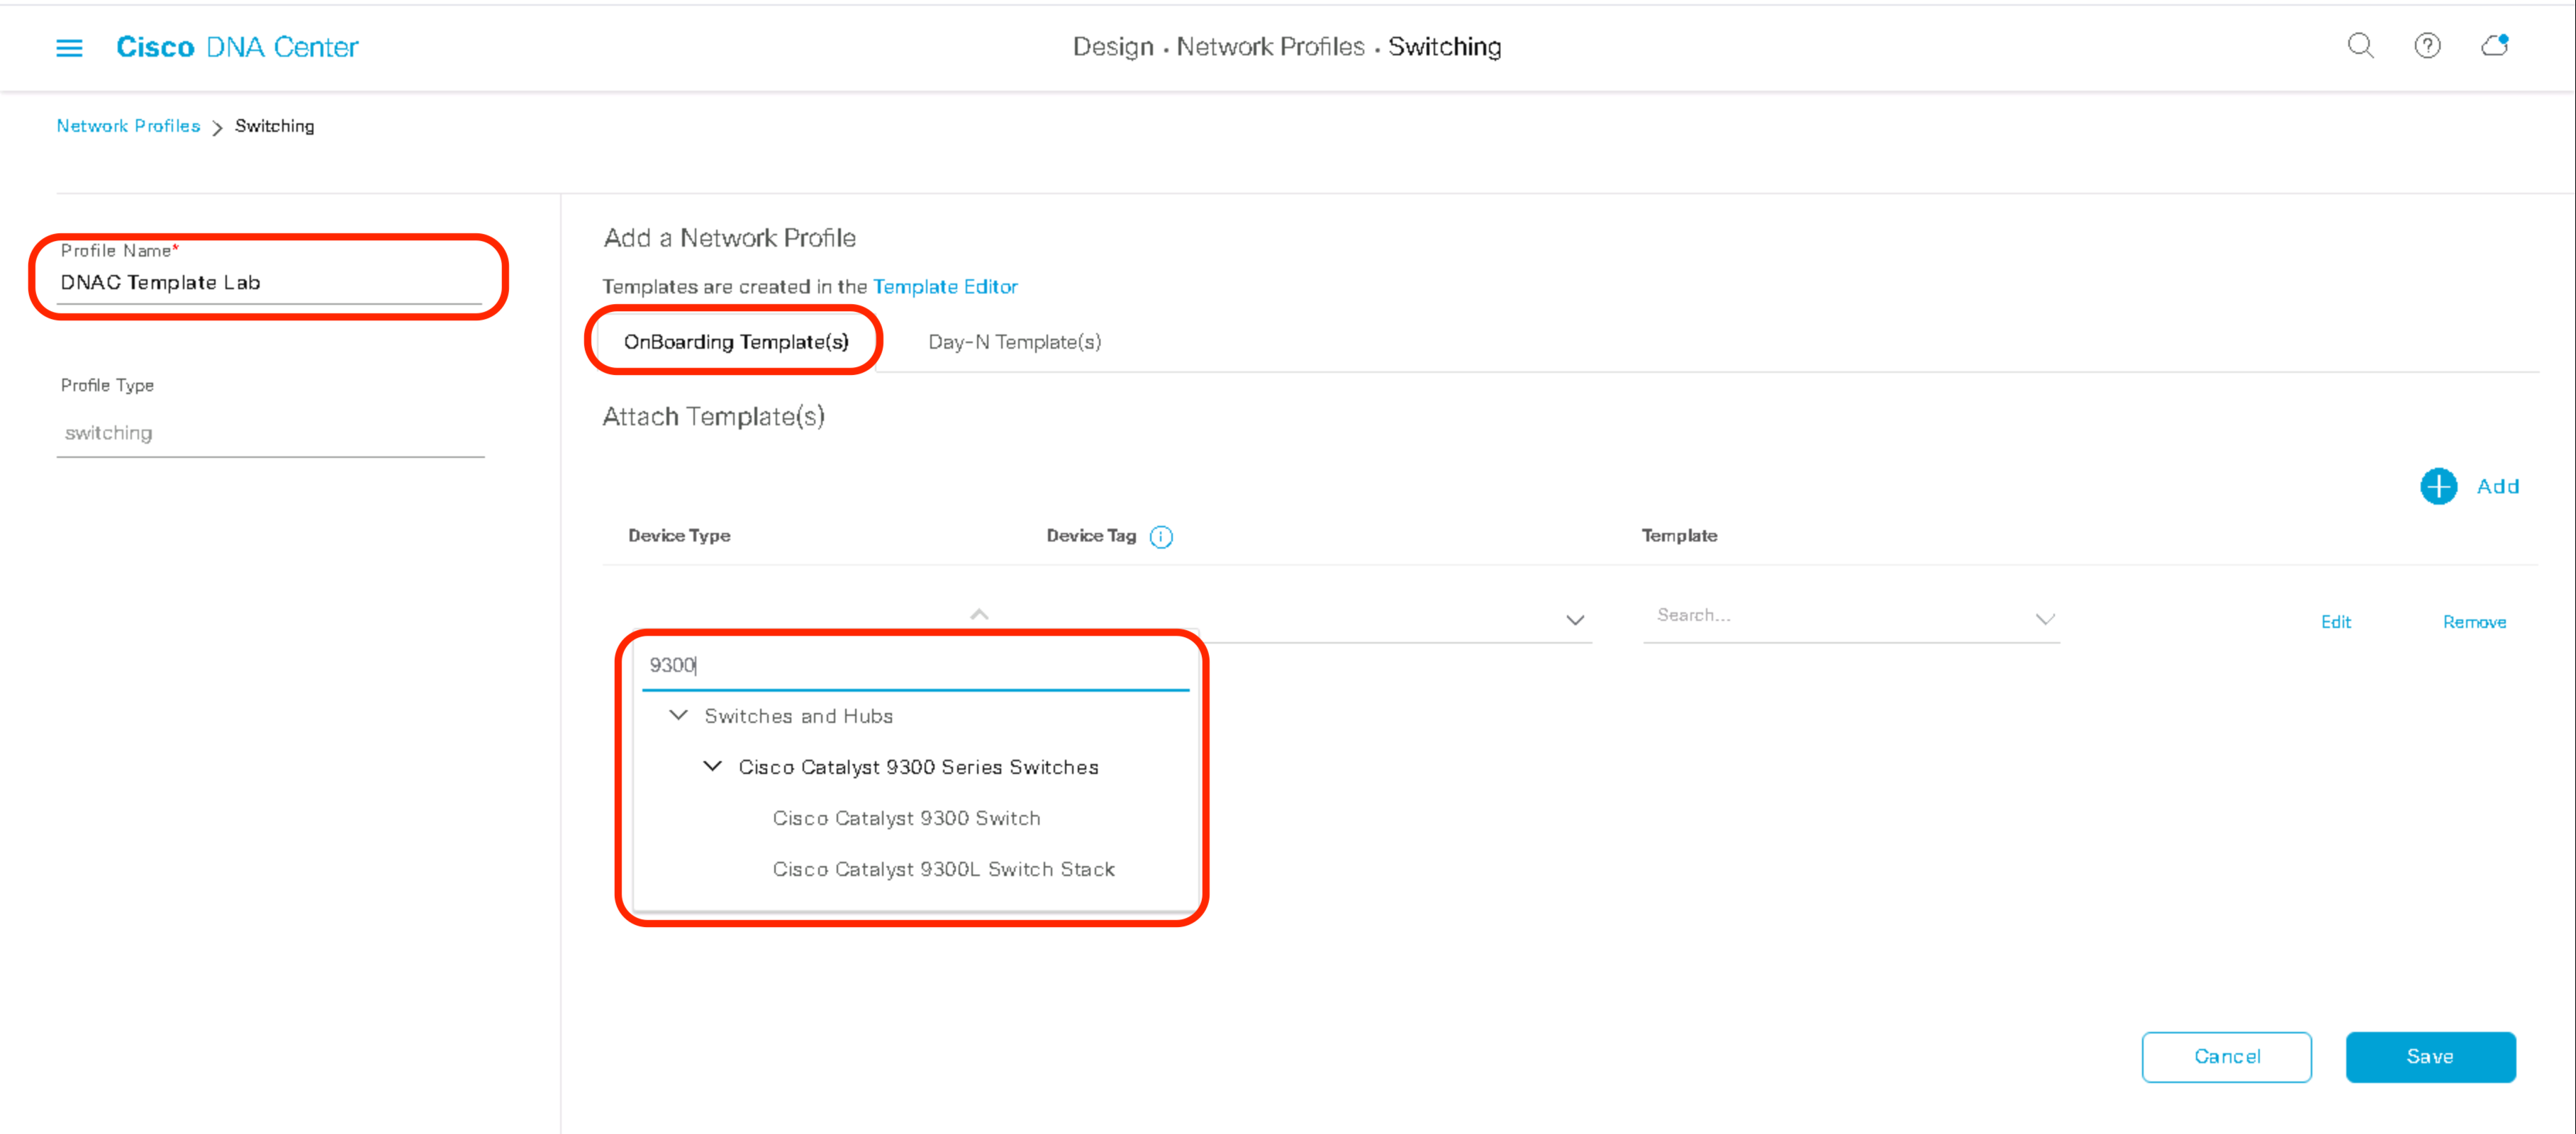 Cisco DNA Center
Design · Network Profiles · Switching
Network Profiles > Switching
Profile Name*
DNAC Template Lab
Profile Type
switching
Add a Network Profile
Templates are created in the Template Editor
OnBoarding Template(s)
Day-N Template(s)
Attach Template(s)
Add
Device Type
Device Tag
Template
Search...
Edit
Remove
9300
Switches and Hubs
Cisco Catalyst 9300 Series Switches
Cisco Catalyst 9300 Switch
Cisco Catalyst 9300L Switch Stack
Cancel
Save